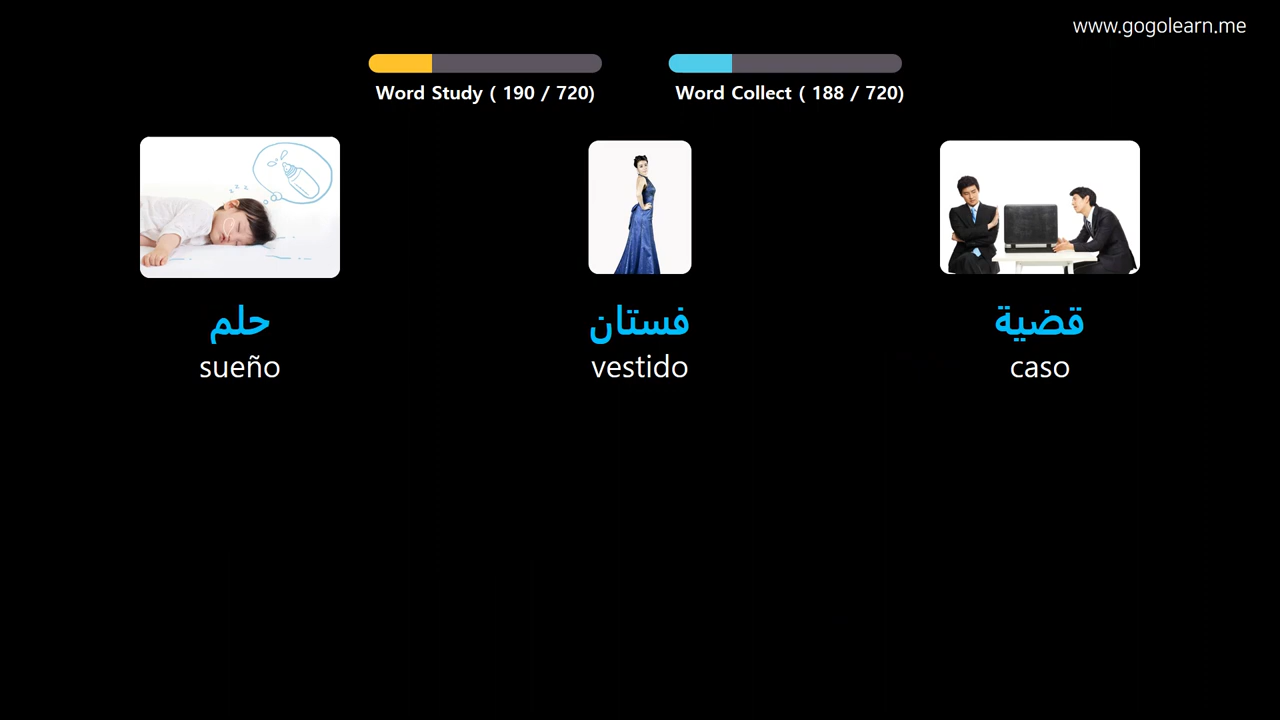 www.gogolearn.me
Word Study ( 190 / 720)
Word Collect ( 188 / 720)
حلم
sueño
فستان
vestido
قضية
caso